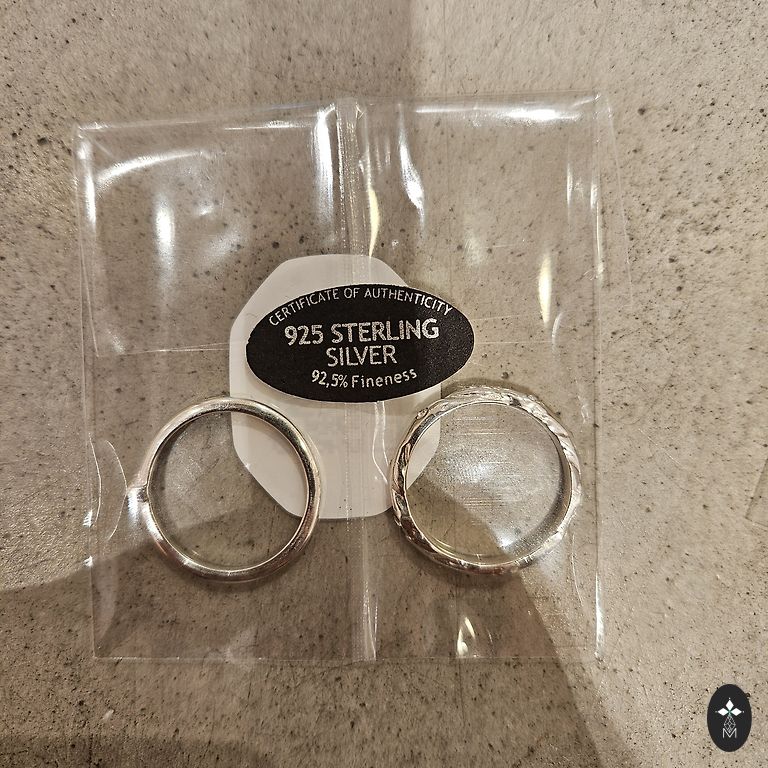 CERTIFICATE OF AUTHENTICITY
925 STERLING
SILVER
92,5% Fineness
M